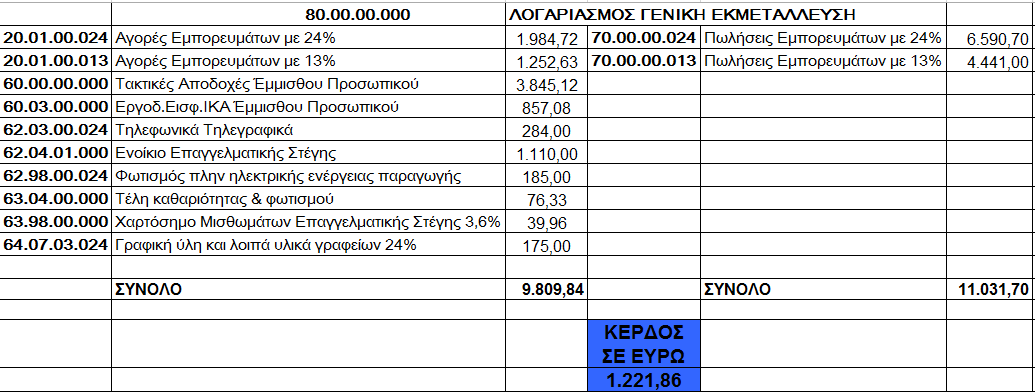 80.00.00.000 ΛΟΓΑΡΙΑΣΜΟΣ ΓΕΝΙΚΗ ΕΚΜΕΤΑΛΛΕΥΣΗ
20.01.00.024 Αγορές Εμπορευμάτων με 24% 1.984,72 70.00.00.024 Πωλήσεις Εμπορευμάτων με 24% 6.590,70
20.01.00.013 Αγορές Εμπορευμάτων με 13% 1.252,63 70.00.00.013 Πωλήσεις Εμπορευμάτων με 13% 4.441,00
60.00.00.000 Τακτικές Αποδοχές Έμμισθου Προσωπικού 3.845,12
60.03.00.000 Εργοδ.Εισφ.ΙΚΑ Έμμισθου Προσωπικού 857,08
62.03.00.024 Τηλεφωνικά Τηλεγραφικά 284,00
62.04.01.000 Ενοίκιο Επαγγελματικής Στέγης 1.110,00
62.98.00.024 Φωτισμός πλην ηλεκτρικής ενέργειας παραγωγής 185,00
63.04.00.000 Τέλη καθαριότητας & φωτισμού 76,33
63.98.00.000 Χαρτόσημο Μισθωμάτων Επαγγελματικής Στέγης 3,6% 39,96
64.07.03.024 Γραφική ύλη και λοιπά υλικά γραφείων 24% 175,00
ΣΥΝΟΛΟ 9.809,84 ΣΥΝΟΛΟ 11.031,70
ΚΕΡΔΟΣ
ΣΕ ΕΥΡΩ
1.221,86